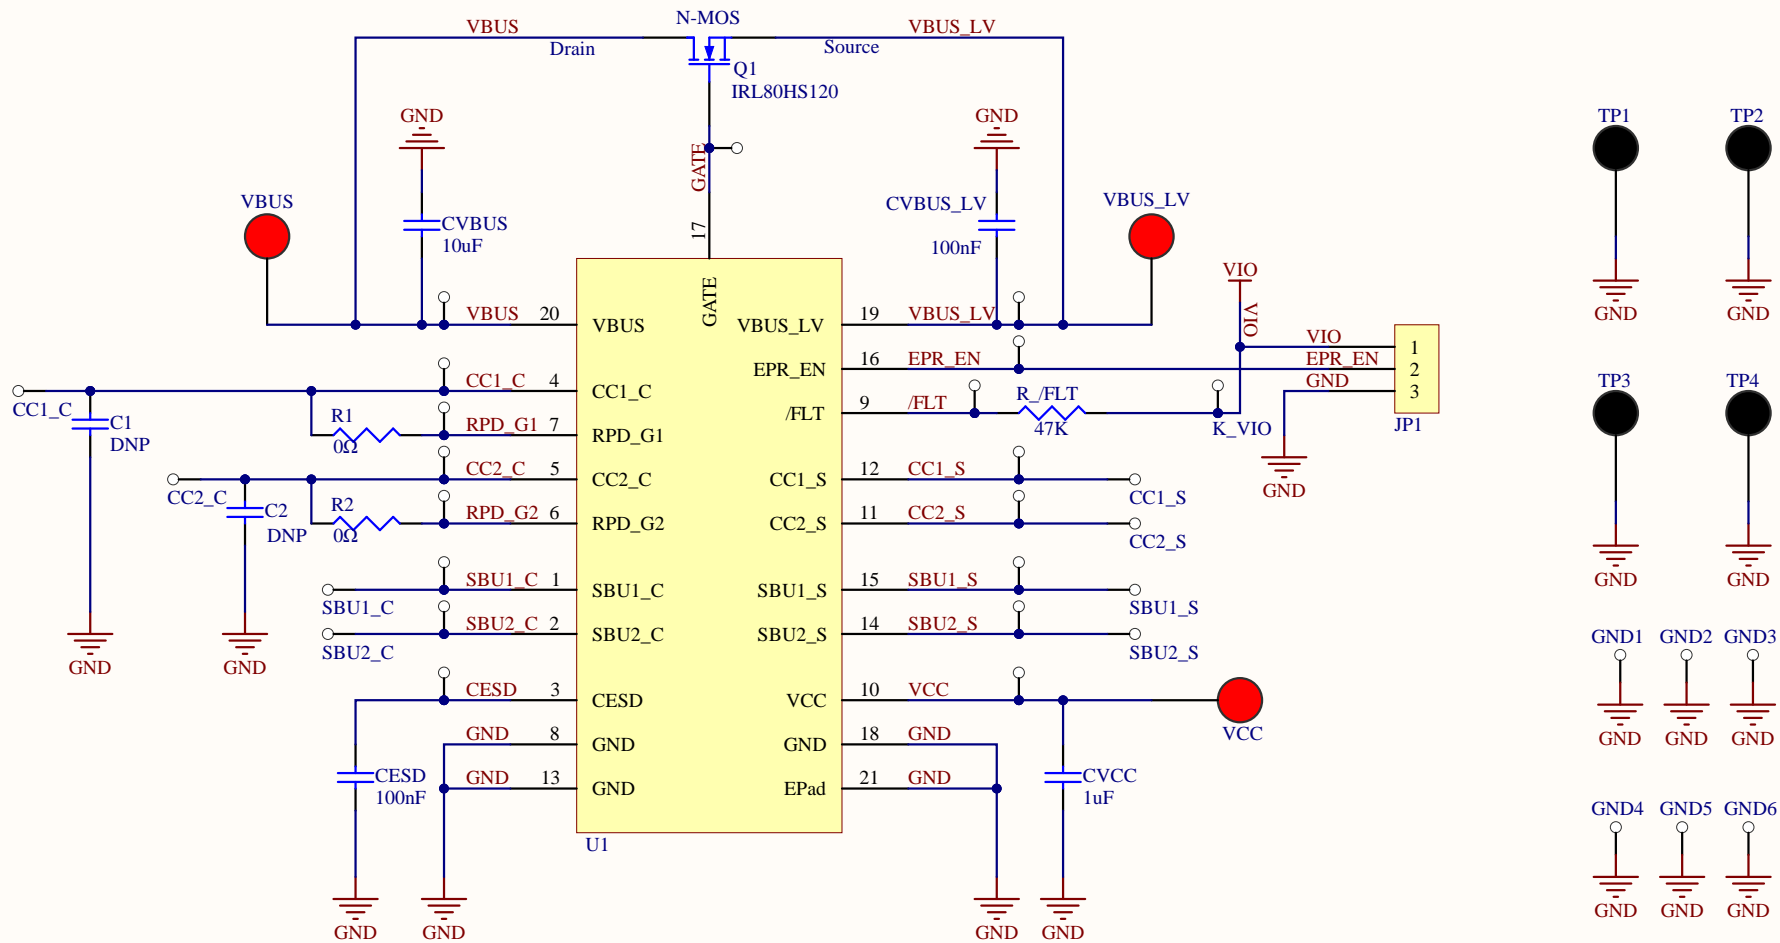 N-MOS
VBUS
VBUS_LV
Drain
Source
Q1
IRL80HS120
GND
GND
TP1
TP2
GATE
VBUS
CVBUS
10uF
CVBUS_LV
100nF
VBUS_LV
17
GATE
VIO
VIO
GND
GND
VBUS 20 VBUS
VBUS_LV 19 VBUS_LV
VIO 1
EPR_EN 16 EPR_EN
EPR_EN 2
GND 3
JP1
CC1_C
CC1_C 4 CC1_C
C1
DNP
R1
0Ω
RPD_G1 7 RPD_G1
/FLT 9 /FLT
R_/FLT
47K
K_VIO
GND
TP3
TP4
CC2_C
CC2_C 5 CC2_C
C2
DNP
R2
0Ω
RPD_G2 6 RPD_G2
CC1_S 12 CC1_S
CC1_S
CC2_S 11 CC2_S
CC2_S
GND
GND
SBU1_C 1 SBU1_C
SBU1_C
SBU1_S 15 SBU1_S
SBU1_S
SBU2_C 2 SBU2_C
SBU2_C
SBU2_S 14 SBU2_S
SBU2_S
GND
GND
GND1 GND2 GND3
GND GND GND
CESD 3 CESD
VCC 10 VCC
VCC
GND 8 GND
GND 18 GND
CESD
100nF
GND 13 GND
EPad 21 GND
CVCC
1uF
U1
GND4 GND5 GND6
GND GND GND
GND
GND
GND
GND